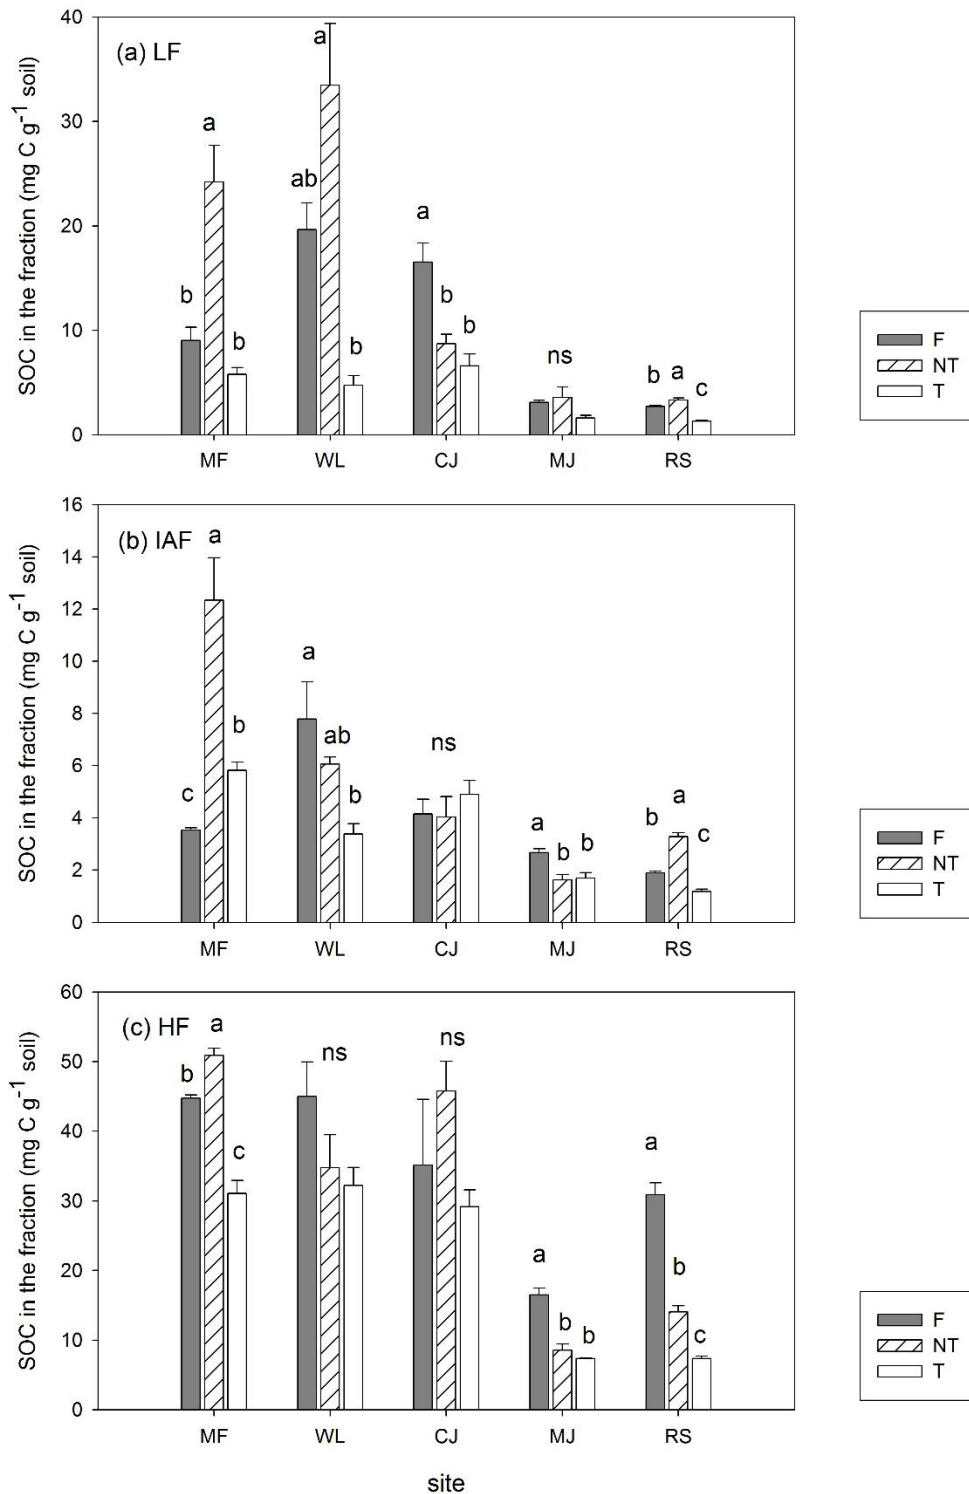 (a) LF
SOC in the fraction (mg C g⁻¹ soil)
40
30
20
10
0
b a b
ab a b
a b b
ns
b a c
MF WL CJ MJ RS
F
NT
T
(b) IAF
SOC in the fraction (mg C g⁻¹ soil)
16
14
12
10
8
6
4
2
0
c a b
a ab b
ns
a b b
b a c
MF WL CJ MJ RS
F
NT
T
(c) HF
SOC in the fraction (mg C g⁻¹ soil)
60
50
40
30
20
10
0
b a c
ns
ns
a b b
a b c
MF WL CJ MJ RS
F
NT
T
site